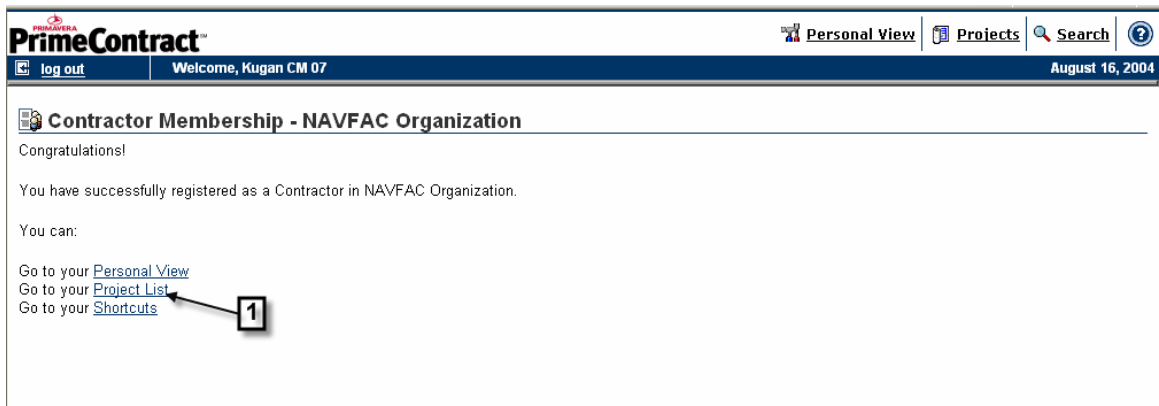 PRIMAVERA
PrimeContract™
Personal View
Projects
Search
?
log out
Welcome, Kugan CM 07
August 16, 2004
Contractor Membership - NAVFAC Organization
Congratulations!
You have successfully registered as a Contractor in NAVFAC Organization.
You can:
Go to your Personal View
Go to your Project List
Go to your Shortcuts
1